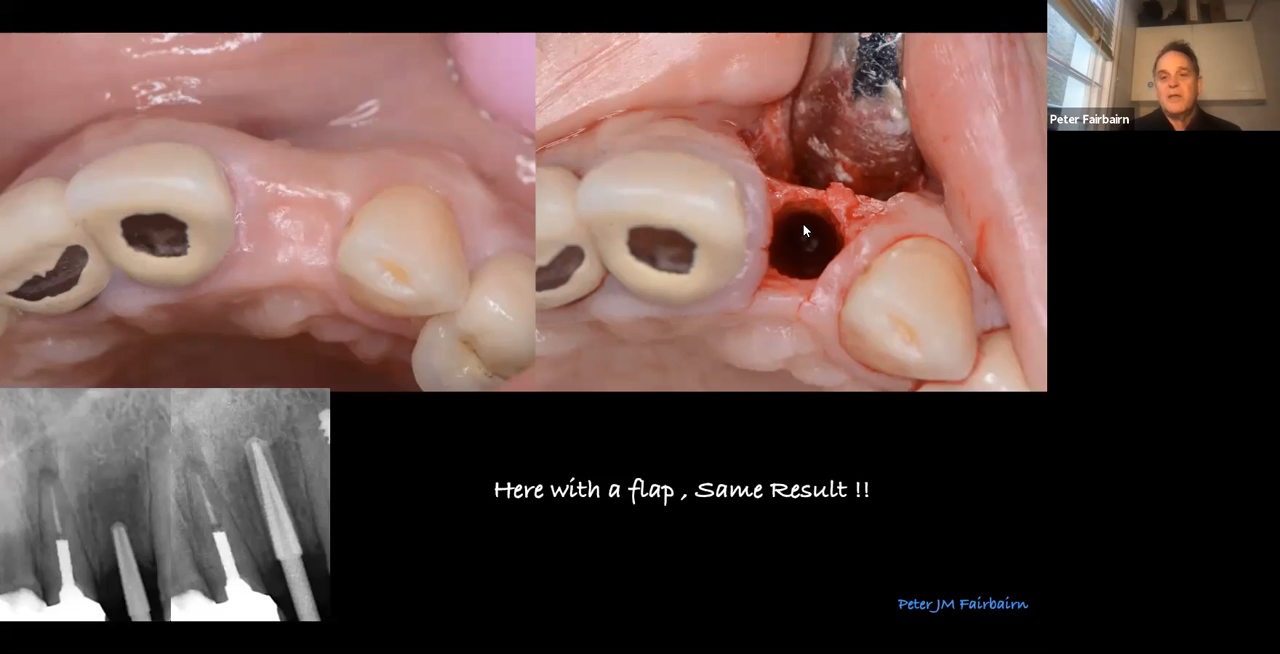 Peter Fairbairn
Here with a flap , Same Result !!
Peter JM Fairbairn